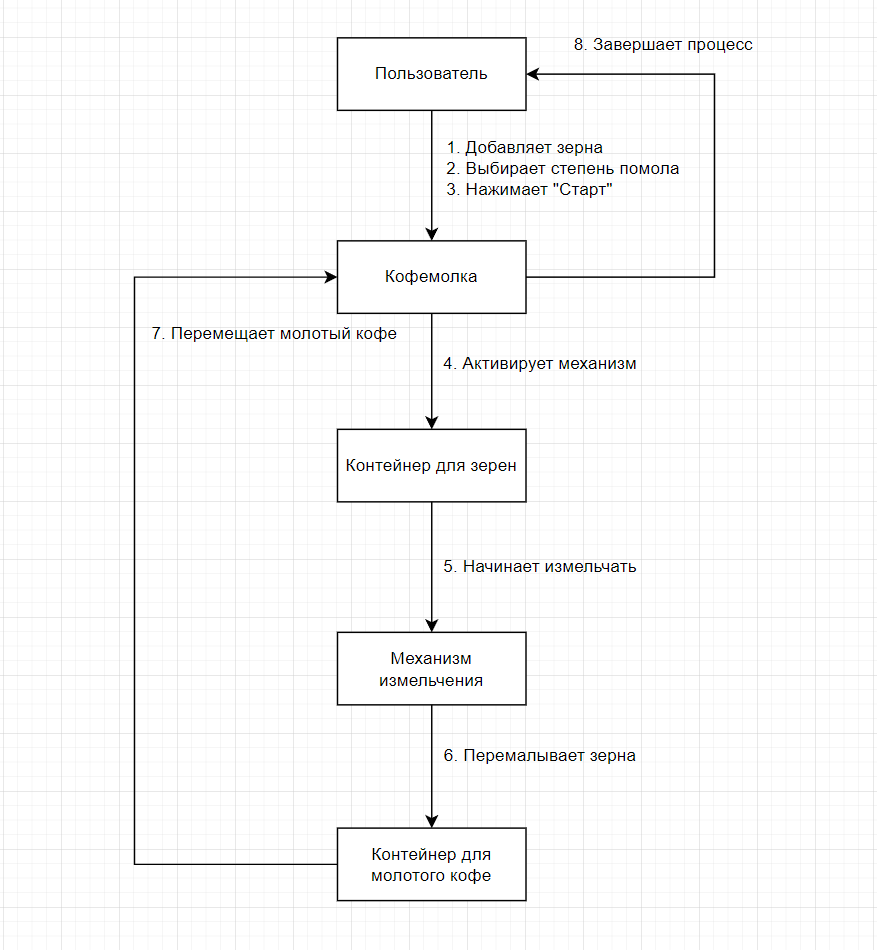 8. Завершает процесс
Пользователь
1. Добавляет зерна
2. Выбирает степень помола
3. Нажимает "Старт"
Кофемолка
7. Перемещает молотый кофе
4. Активирует механизм
Контейнер для зерен
5. Начинает измельчать
Механизм
измельчения
6. Перемалывает зерна
Контейнер для
молотого кофе